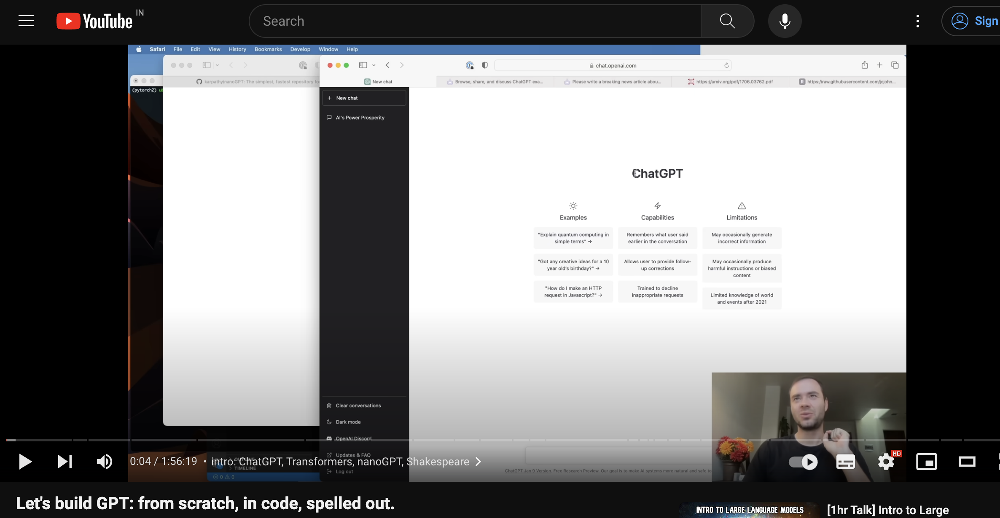 YouTube IN
Search
Sign
Safari File Edit View History Bookmarks Develop Window Help
chat.openai.com
karpathy/nanoGPT: The simplest, fastest repository fo
New chat
Browse, share, and discuss ChatGPT exa...
Please write a breaking news article abou...
https://arxiv.org/pdf/1706.03762.pdf
R https://raw.githubusercontent.com/jcjohn...
(pytorch2) ub
+ New chat
AI's Power Prosperity
ChatGPT
Examples
Capabilities
Limitations
"Explain quantum computing in
simple terms" →
Remembers what user said
earlier in the conversation
May occasionally generate
incorrect information
"Got any creative ideas for a 10
year old's birthday?" →
Allows user to provide follow-
up corrections
May occasionally produce
harmful instructions or biased
content
"How do I make an HTTP
request in Javascript?" →
Trained to decline
inappropriate requests
Limited knowledge of world
and events after 2021
Clear conversations
Dark mode
OpenAI Discord
Updates & FAQ
Log out
OUTLINE
TIMELINE
0 0
0:04 / 1:56:19 • intro: ChatGPT, Transformers, nanoGPT, Shakespeare
HD
ChatGPT Jan 9 Version. Free Research Preview. Our goal is to make AI systems more natural and safe to
Let's build GPT: from scratch, in code, spelled out.
INTRO TO LARGE LANGUAGE MODELS
[1hr Talk] Intro to Large